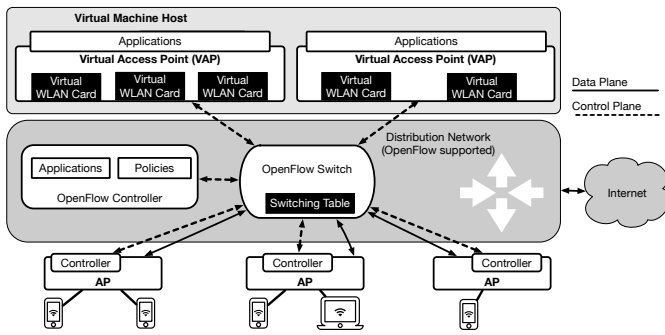 Virtual Machine Host
Applications
Virtual Access Point (VAP)
Virtual
WLAN Card
Virtual
WLAN Card
Virtual
WLAN Card
Applications
Virtual Access Point (VAP)
Virtual
WLAN Card
Virtual
WLAN Card
Data Plane
Control Plane
Distribution Network
(OpenFlow supported)
Applications
Policies
OpenFlow Controller
OpenFlow Switch
Switching Table
Internet
Controller
AP
Controller
AP
Controller
AP